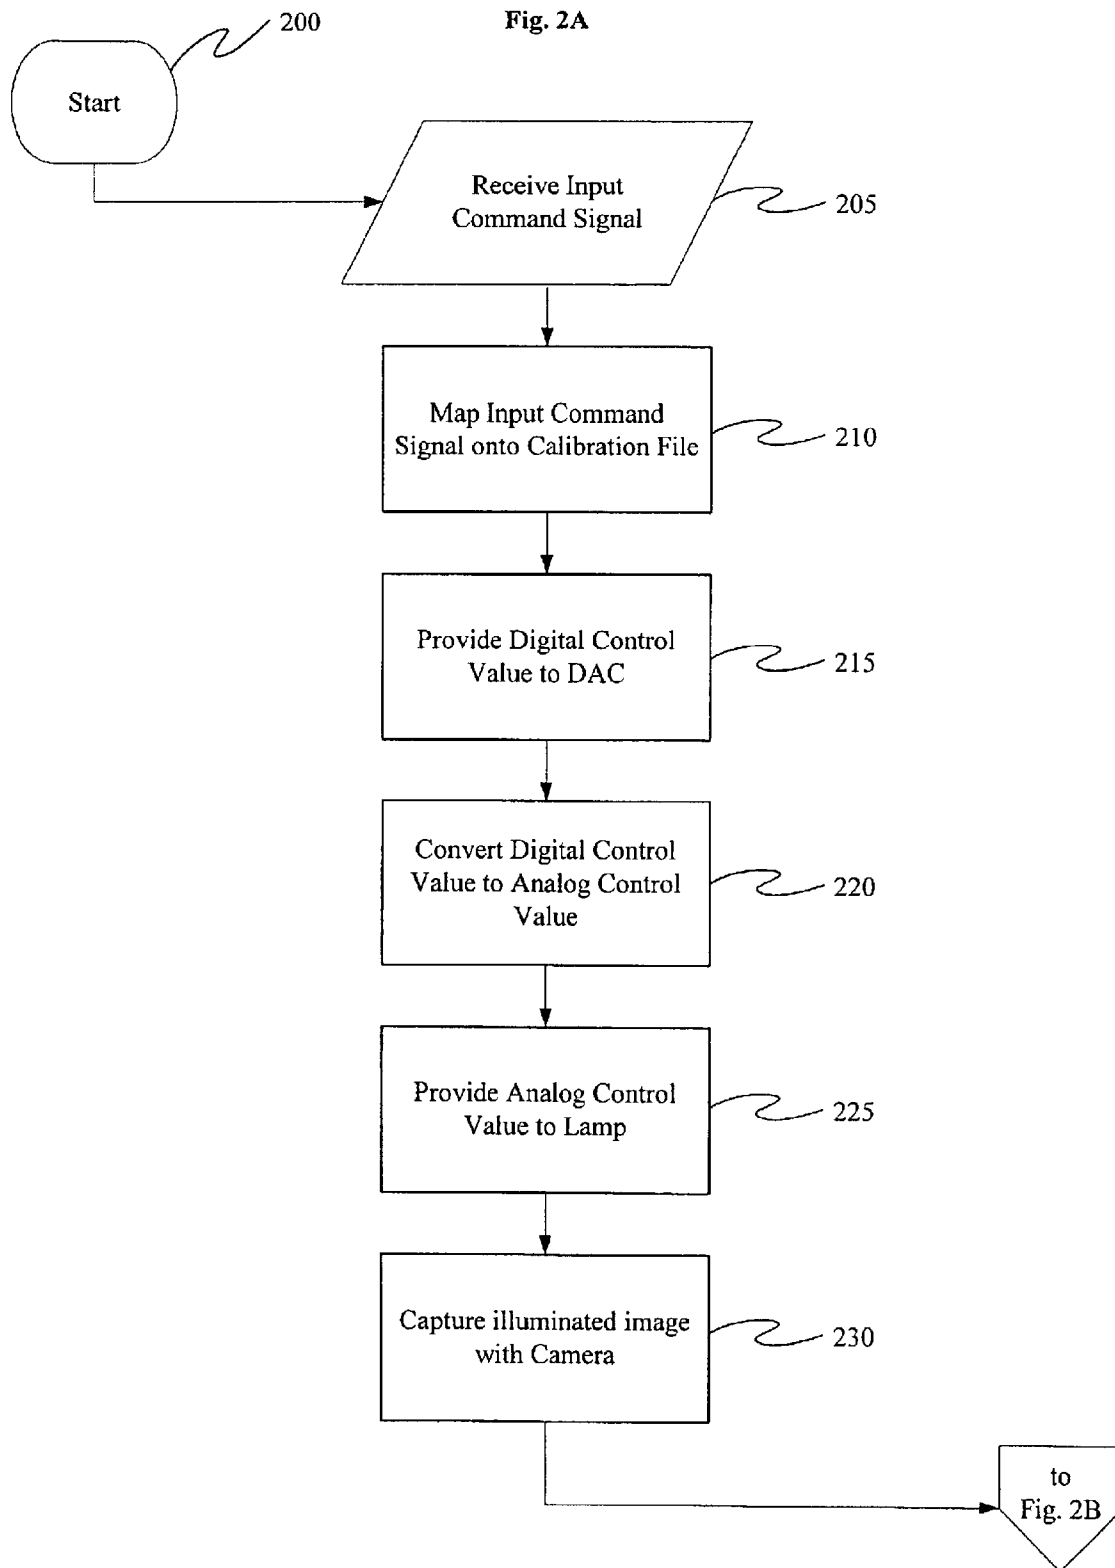 Fig. 2A
200
Start
Receive Input
Command Signal
205
Map Input Command
Signal onto Calibration File
210
Provide Digital Control
Value to DAC
215
Convert Digital Control
Value to Analog Control
Value
220
Provide Analog Control
Value to Lamp
225
Capture illuminated image
with Camera
230
to
Fig. 2B